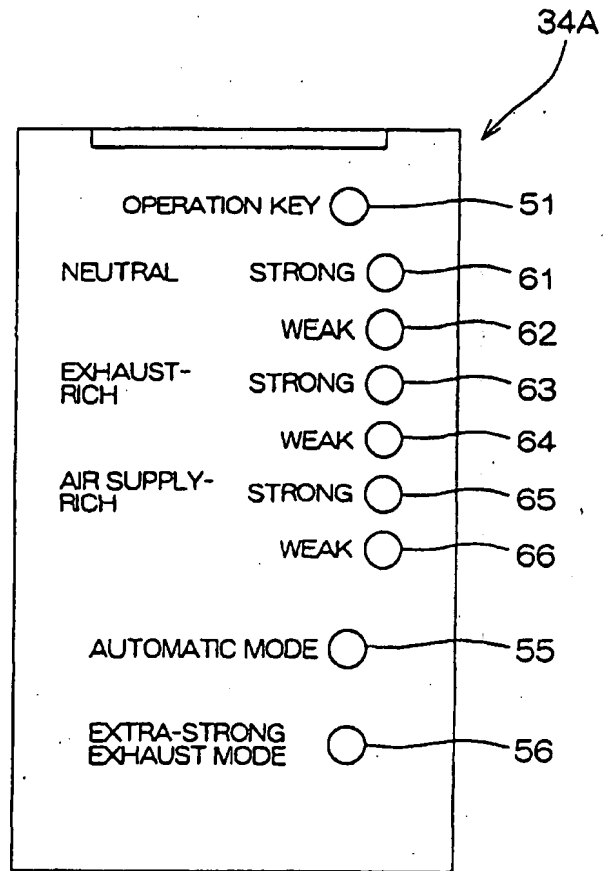 34A
OPERATION KEY 51
NEUTRAL STRONG 61
WEAK 62
EXHAUST-
RICH STRONG 63
WEAK 64
AIR SUPPLY-
RICH STRONG 65
WEAK 66
AUTOMATIC MODE 55
EXTRA-STRONG
EXHAUST MODE 56